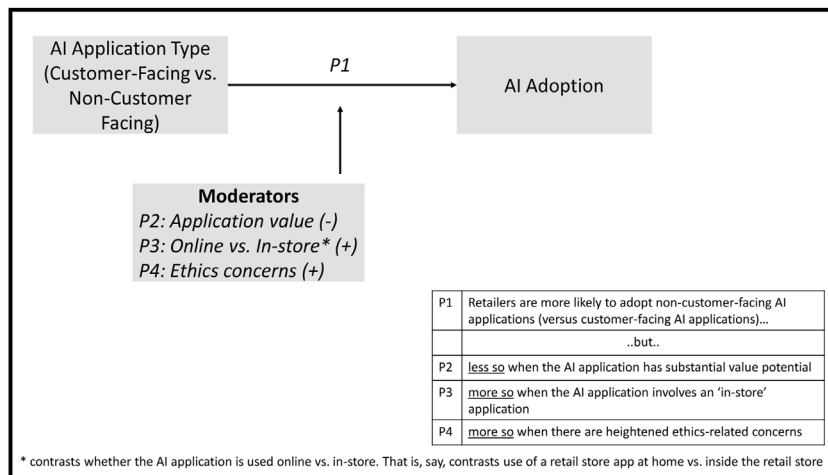 AI Application Type
(Customer-Facing vs.
Non-Customer
Facing)
P1
AI Adoption
Moderators
P2: Application value (-)
P3: Online vs. In-store* (+)
P4: Ethics concerns (+)
P1 Retailers are more likely to adopt non-customer-facing AI
applications (versus customer-facing AI applications)...
..but..
P2 less so when the AI application has substantial value potential
P3 more so when the AI application involves an ‘in-store’
application
P4 more so when there are heightened ethics-related concerns
* contrasts whether the AI application is used online vs. in-store. That is, say, contrasts use of a retail store app at home vs. inside the retail store